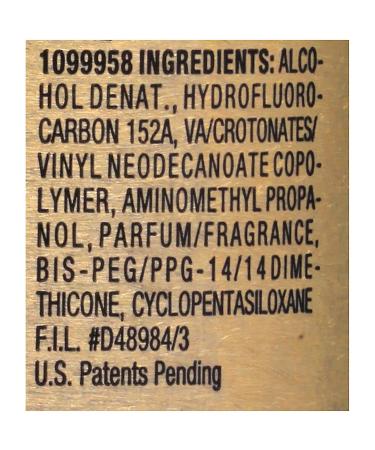 1099958 INGREDIENTS: ALCO-
HOL DENAT., HYDROFLUORO-
CARBON 152A, VA/CROTONATES/
VINYL NEODECANOATE COPO-
LYMER, AMINOMETHYL PROPA-
NOL, PARFUM/FRAGRANCE,
BIS-PEG/PPG-14/14 DIME-
THICONE, CYCLOPENTASILOXANE
F.I.L. #D48984/3
U.S. Patents Pending